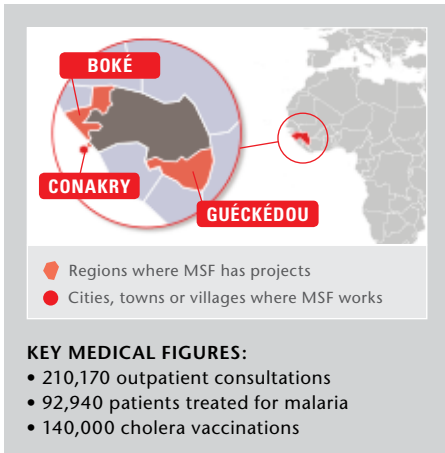 BOKÉ
CONAKRY
GUÉCKÉDOU
Regions where MSF has projects
Cities, towns or villages where MSF works
KEY MEDICAL FIGURES:
• 210,170 outpatient consultations
• 92,940 patients treated for malaria
• 140,000 cholera vaccinations